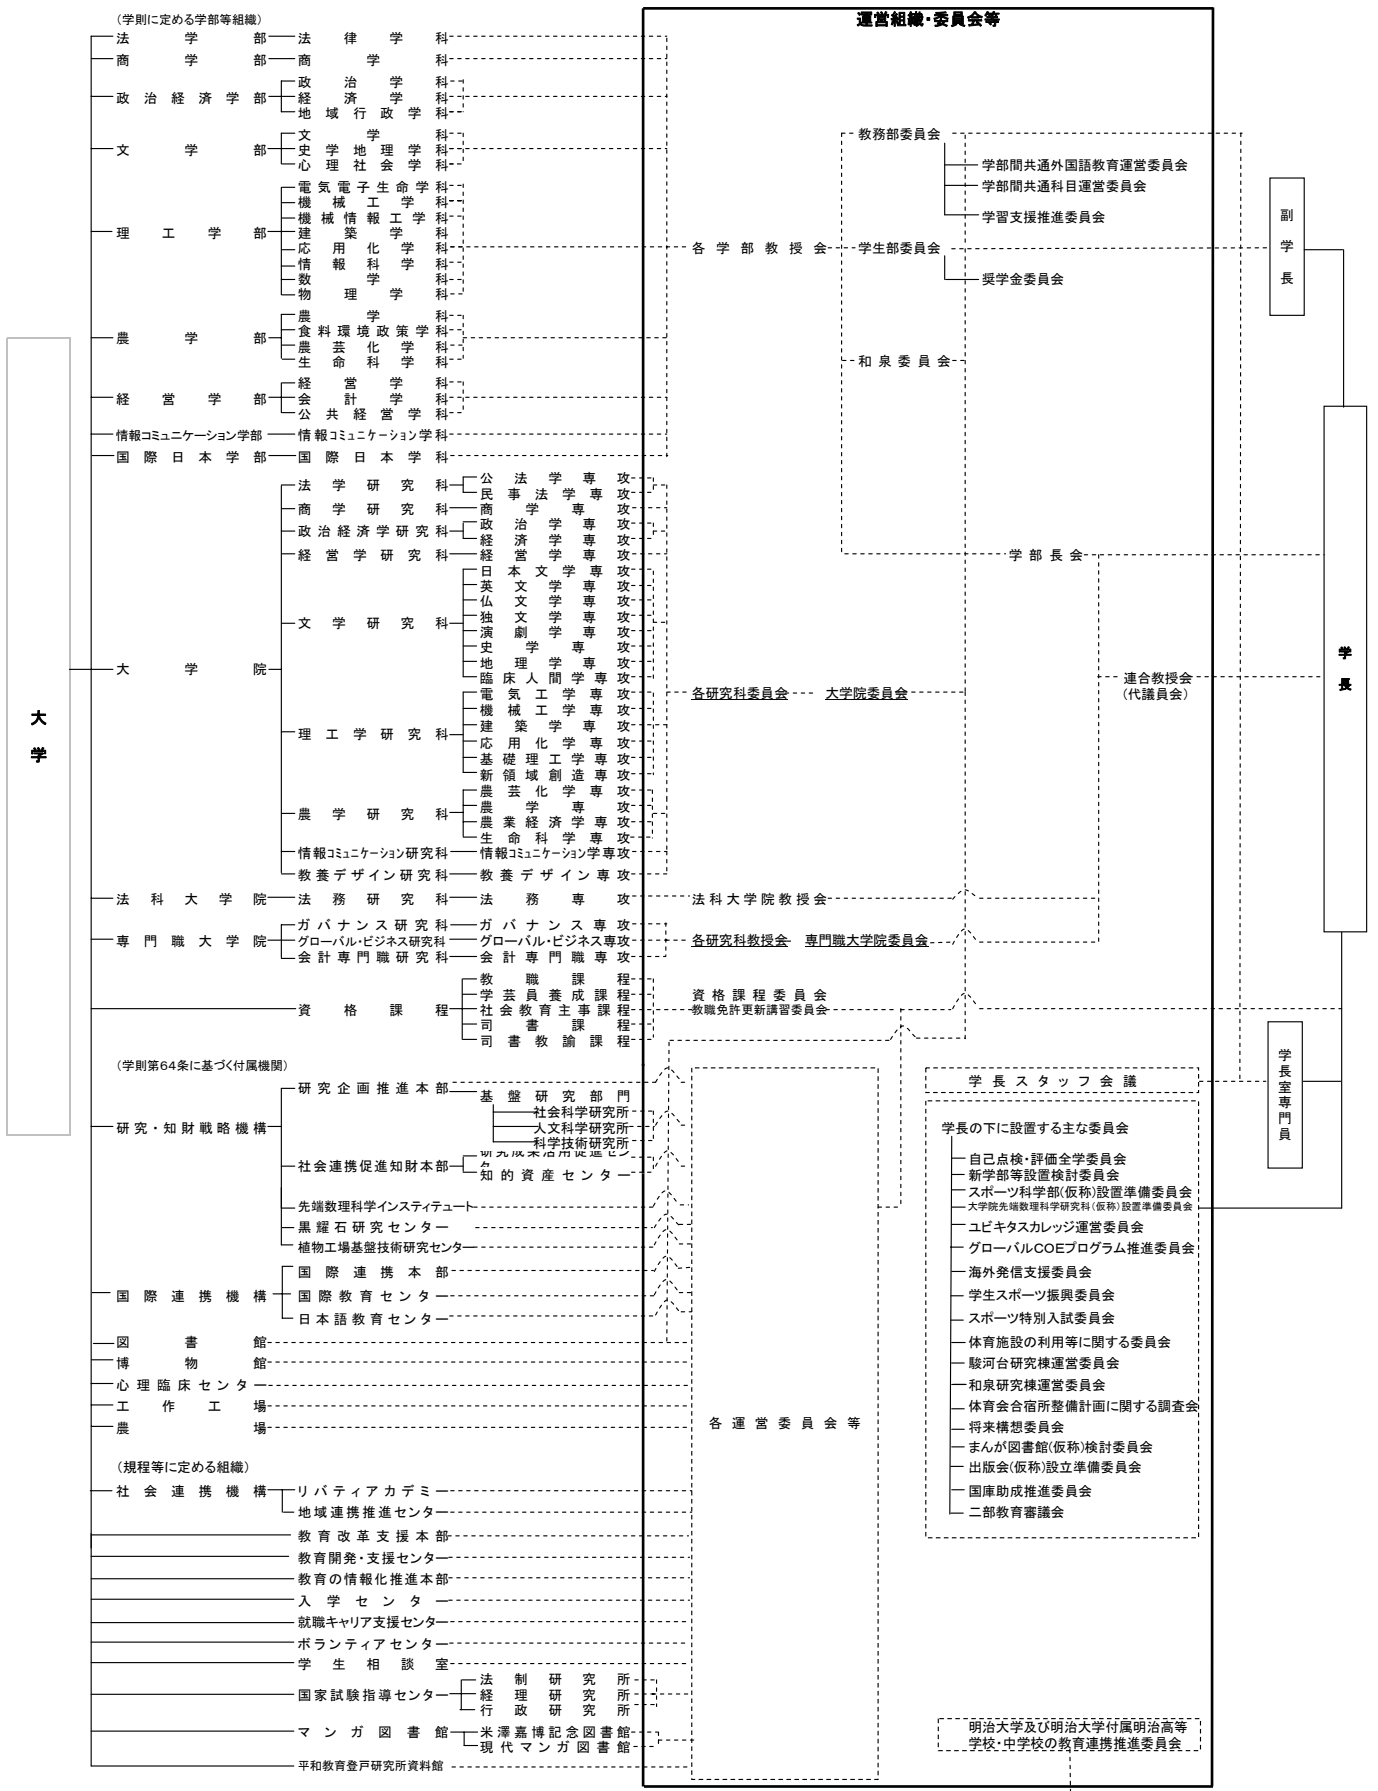 (学則に定める学部等組織)
運営組織・委員会等
法学部 法律学科
商学部 商学科
政治経済学部
政治学科
経済学科
地域行政学科
文学部
文学科
史学地理学科
心理社会学科
理工学部
電気電子生命学科
機械工学科
機械情報工学科
建築学科
応用化学科
情報科学科
数学科
物理学科
農学部
農学科
食料環境政策学科
農芸化学科
生命科学科
経営学部
経営学科
会計学科
公共経営学科
情報コミュニケーション学部 情報コミュニケーション学科
国際日本学部 国際日本学科
大学
大学院
法学研究科
公法学専攻
民事法学専攻
商学研究科 商学専攻
政治経済学研究科
政治学専攻
経済学専攻
経営学研究科 経営学専攻
文学研究科
日本文学専攻
英文学専攻
仏文学専攻
独文学専攻
演劇学専攻
史学専攻
地理学専攻
臨床人間学専攻
理工学研究科
電気工学専攻
機械工学専攻
建築学専攻
応用化学専攻
基礎理工学専攻
新領域創造専攻
農学研究科
農芸化学専攻
農学専攻
農業経済学専攻
生命科学専攻
情報コミュニケーション研究科 情報コミュニケーション学専攻
教養デザイン研究科 教養デザイン専攻
法科大学院 法務研究科 法務専攻
専門職大学院
ガバナンス研究科 ガバナンス専攻
グローバル・ビジネス研究科 グローバル・ビジネス専攻
会計専門職研究科 会計専門職専攻
資格課程
教職課程
学芸員養成課程
社会教育主事課程
司書課程
司書教諭課程
(学則第64条に基づく付属機関)
研究・知財戦略機構
研究企画推進本部
基盤研究部門
社会科学研究所
人文科学研究所
科学技術研究所
社会連携促進知財本部
研究成果活用促進センター
知的資産センター
先端数理科学インスティテュート
黒耀石研究センター
植物工場基盤技術研究センター
国際連携機構
国際連携本部
国際教育センター
日本語教育センター
図書館
博物館
心理臨床センター
工作工場
農場
(規程等に定める組織)
社会連携機構
リバティアカデミー
地域連携推進センター
教育改革支援本部
教育開発・支援センター
教育の情報化推進本部
入学センター
就職キャリア支援センター
ボランティアセンター
学生相談室
国家試験指導センター
法制研究所
経理研究所
行政研究所
マンガ図書館
米澤嘉博記念図書館
現代マンガ図書館
平和教育登戸研究所資料館
各学部教授会
教務部委員会
学部間共通外国語教育運営委員会
学部間共通科目運営委員会
学習支援推進委員会
学生部委員会
奨学金委員会
和泉委員会
学部長会
連合教授会
(代議員会)
各研究科委員会 大学院委員会
法科大学院教授会
各研究科教授会 専門職大学院委員会
資格課程委員会
教職免許更新講習委員会
各運営委員会等
学長スタッフ会議
学長の下に設置する主な委員会
自己点検・評価全学委員会
新学部等設置検討委員会
スポーツ科学部(仮称)設置準備委員会
大学院先端数理科学研究科(仮称)設置準備委員会
ユビキタスカレッジ運営委員会
グローバルCOEプログラム推進委員会
海外発信支援委員会
学生スポーツ振興委員会
スポーツ特別入試委員会
体育施設の利用等に関する委員会
駿河台研究棟運営委員会
和泉研究棟運営委員会
体育会合宿所整備計画に関する調査会
将来構想委員会
まんが図書館(仮称)検討委員会
出版会(仮称)設立準備委員会
国庫助成推進委員会
二部教育審議会
明治大学及び明治大学付属明治高等
学校・中学校の教育連携推進委員会
副学長
学長
学長室専門員